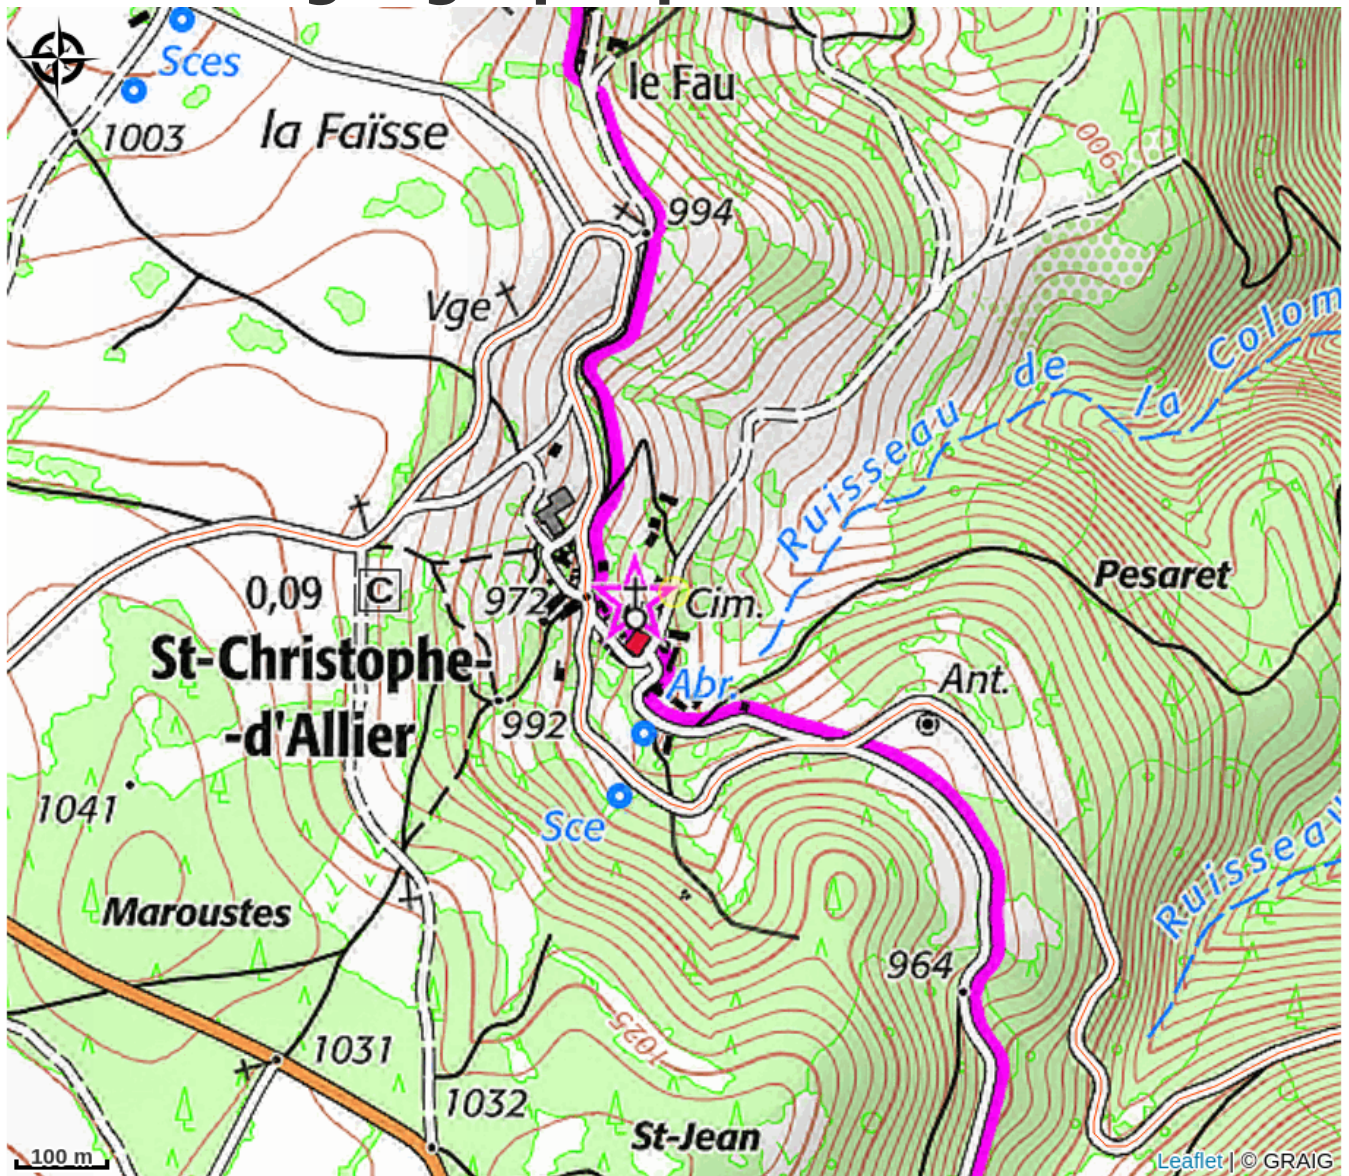 Sces
le Fau
1003
la Faïsse
900
994
Vge
Ruisseau de la Colom
Pesaret
0,09
C
972
Cim.
St-Christophe-
-d'Allier
Abr.
Ant.
992
1041
Sce
Maroustes
Ruisseau
964
1025
1031
1032
St-Jean
100 m
Leaflet | © GRAIG